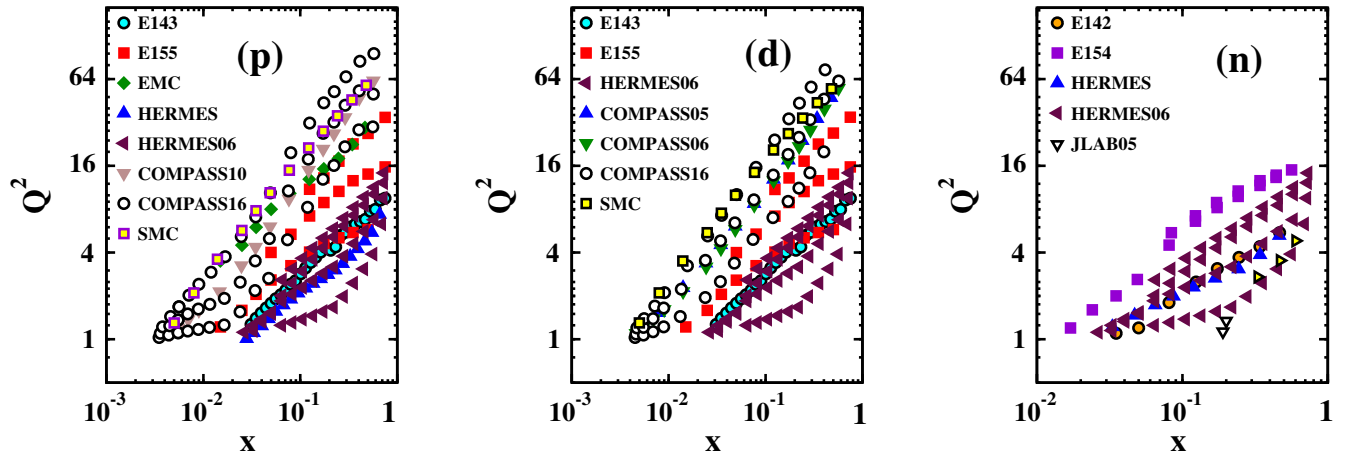 (p)
E143
E155
EMC
HERMES
HERMES06
COMPASS10
COMPASS16
SMC
64
16
4
1
Q²
10⁻³ 10⁻² 10⁻¹ 1
x
(d)
E143
E155
HERMES06
COMPASS05
COMPASS06
COMPASS16
SMC
64
16
4
1
Q²
10⁻³ 10⁻² 10⁻¹ 1
x
(n)
E142
E154
HERMES
HERMES06
JLAB05
64
16
4
1
Q²
10⁻² 10⁻¹ 1
x